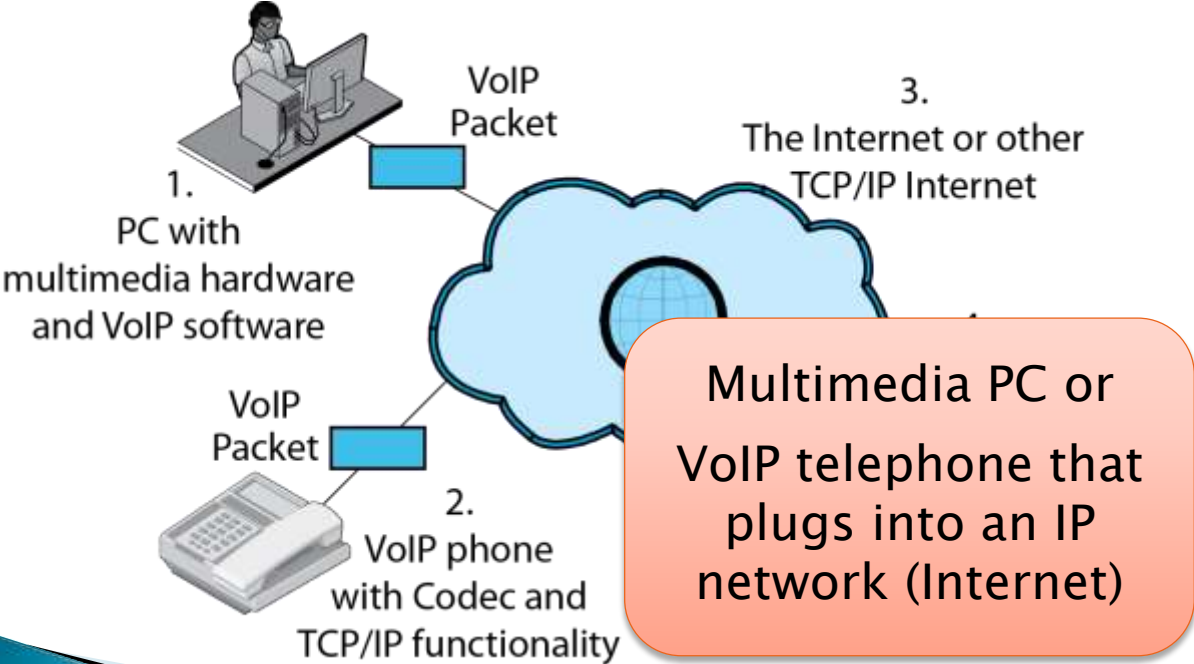 VoIP
Packet
3.
The Internet or other
TCP/IP Internet
1.
PC with
multimedia hardware
and VoIP software
VoIP
Packet
2.
VoIP phone
with Codec and
TCP/IP functionality
Multimedia PC or
VoIP telephone that
plugs into an IP
network (Internet)